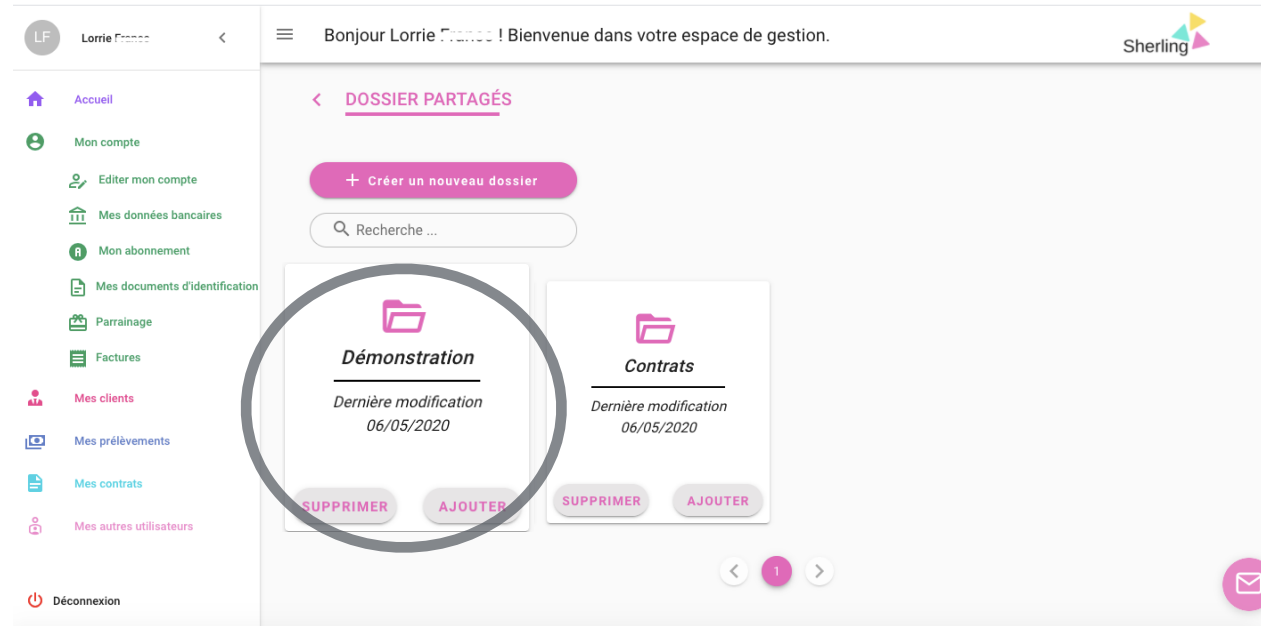 LF
Lorrie
Bonjour Lorrie ! Bienvenue dans votre espace de gestion.
Sherling
Accueil
Mon compte
Editer mon compte
Mes données bancaires
Mon abonnement
Mes documents d'identification
Parrainage
Factures
Mes clients
Mes prélèvements
Mes contrats
Mes autres utilisateurs
Déconnexion
DOSSIER PARTAGÉS
Créer un nouveau dossier
Recherche ...
Démonstration
Dernière modification
06/05/2020
SUPPRIMER AJOUTER
Contrats
Dernière modification
06/05/2020
SUPPRIMER AJOUTER
1